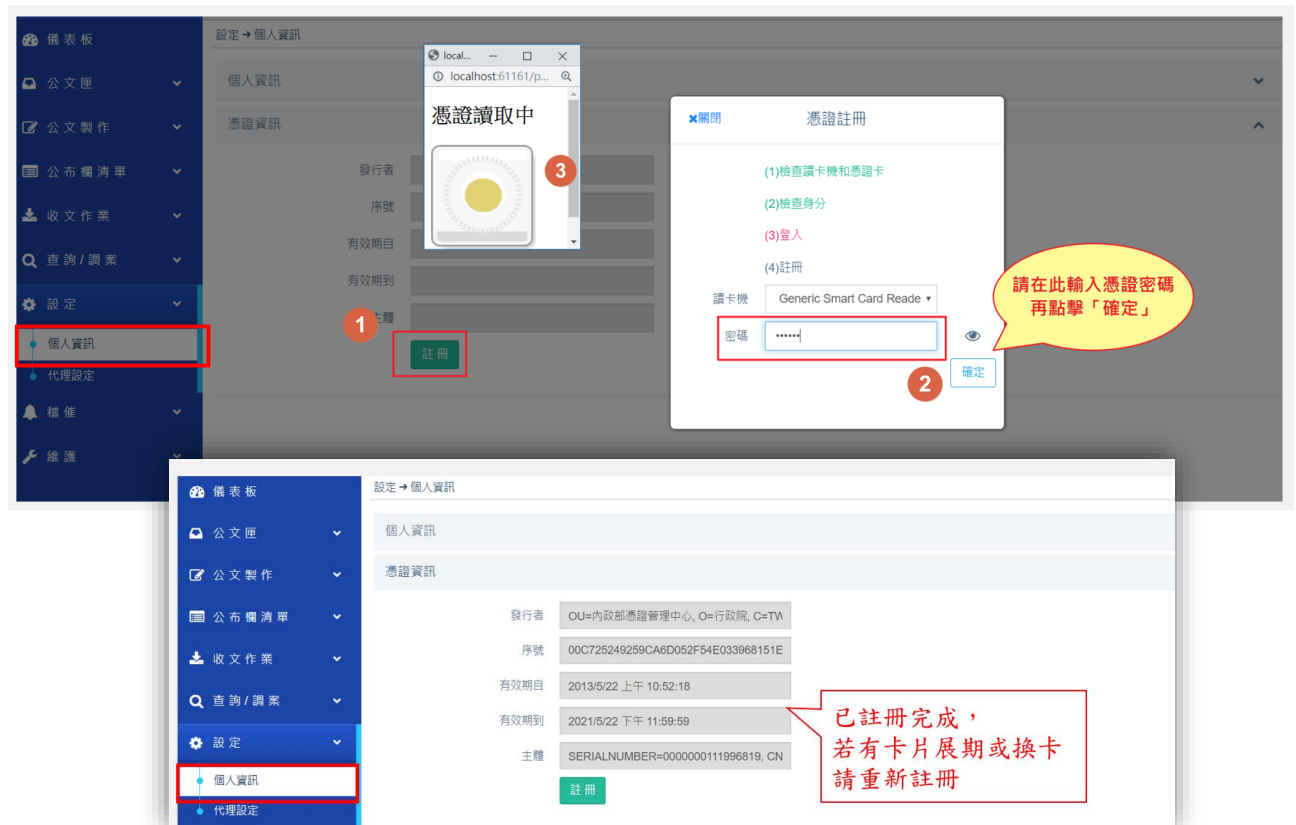 儀表板
公文匣
公文製作
公布欄清單
收文作業
查詢/調案
設定
個人資訊
代理設定
稽催
維護
設定➔個人資訊
個人資訊
憑證資訊
發行者
序號
有效期自
有效期到
主體
1
註冊
local...
localhost:61161/p...
憑證讀取中
3
✖關閉
憑證註冊
(1)檢查讀卡機和憑證卡
(2)檢查身分
(3)登入
(4)註冊
讀卡機 Generic Smart Card Reade
密碼 ••••••
2
確定
請在此輸入憑證密碼
再點擊「確定」
儀表板
公文匣
公文製作
公布欄清單
收文作業
查詢/調案
設定
個人資訊
代理設定
設定➔個人資訊
個人資訊
憑證資訊
發行者 OU=內政部憑證管理中心, O=行政院, C=TW
序號 00C725249259CA6D052F54E033968151E
有效期自 2013/5/22 上午 10:52:18
有效期到 2021/5/22 下午 11:59:59
主體 SERIALNUMBER=0000000111996819, CN
註冊
已註冊完成，
若有卡片展期或換卡
請重新註冊